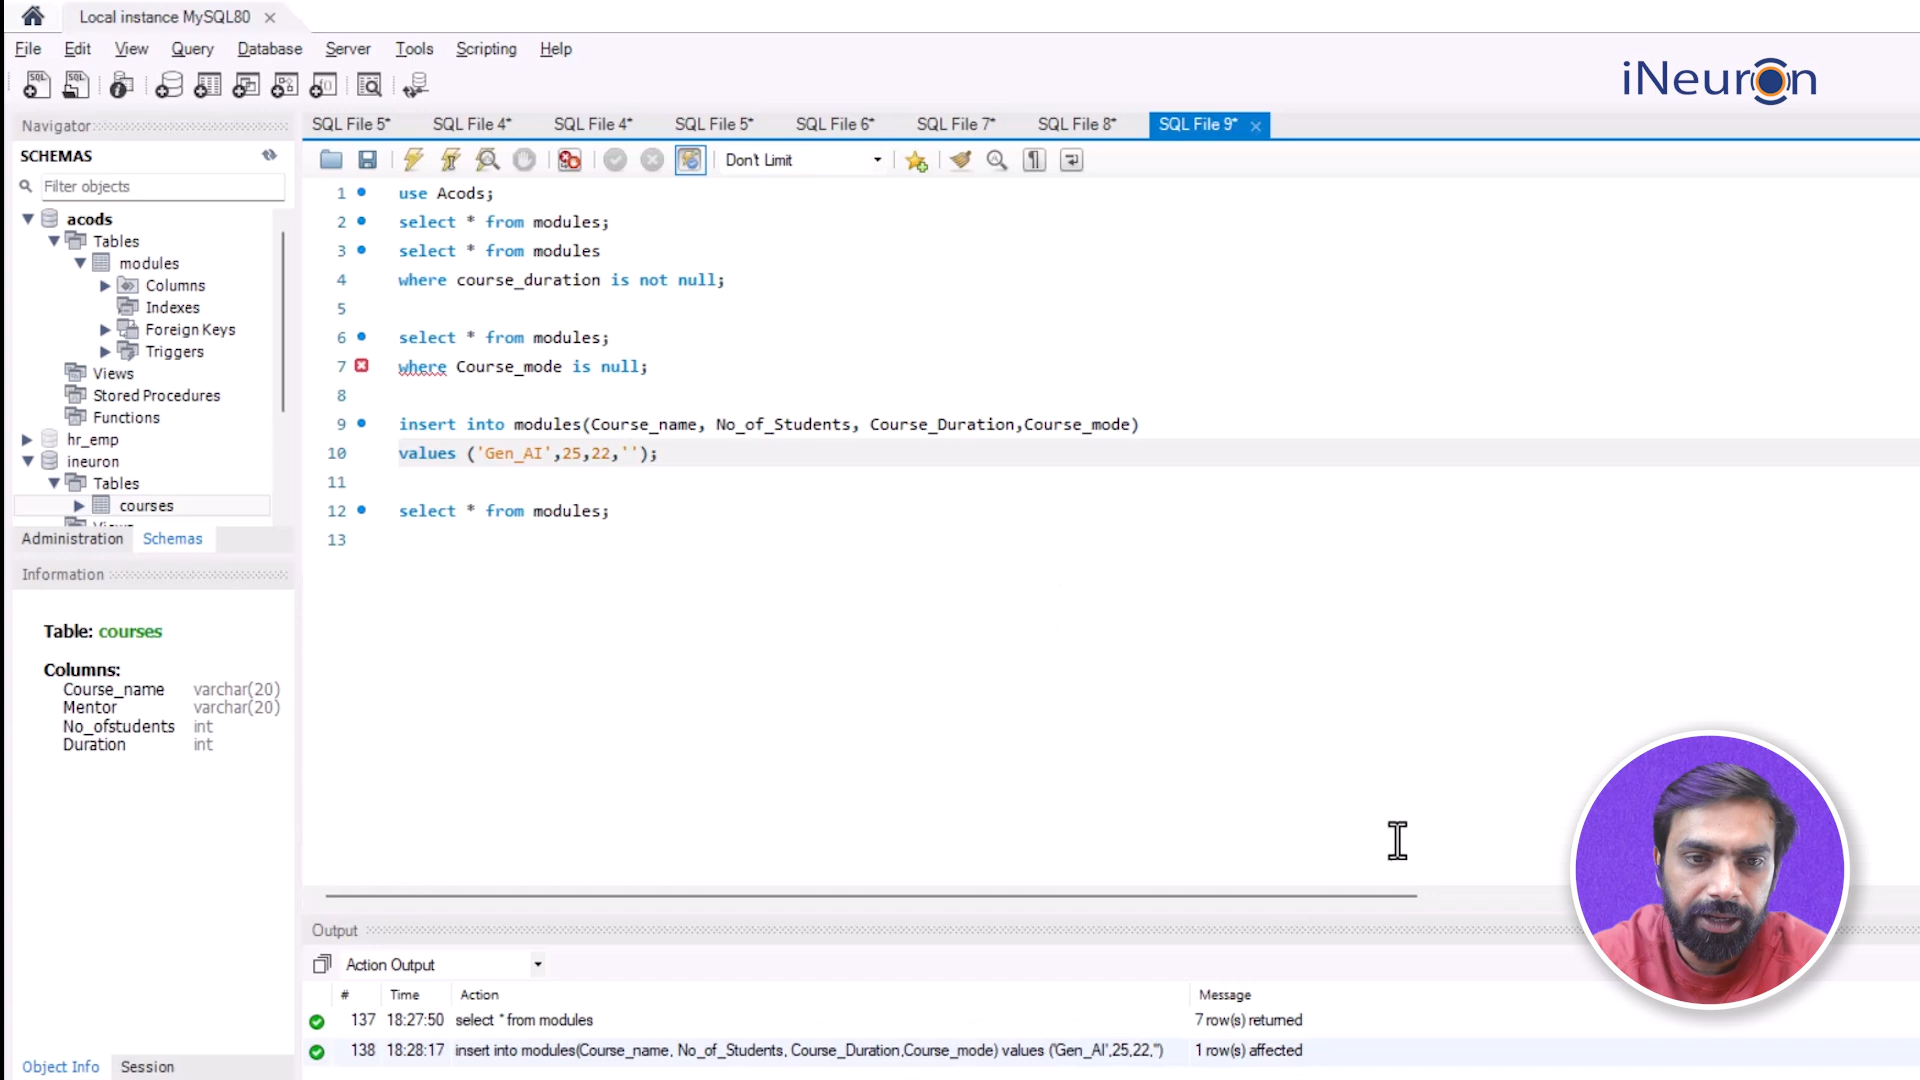 Local instance MySQL80
File Edit View Query Database Server Tools Scripting Help
iNeuron
Navigator
SQL File 5* SQL File 4* SQL File 4* SQL File 5* SQL File 6* SQL File 7* SQL File 8* SQL File 9*
SCHEMAS
Don't Limit
Filter objects
acods
Tables
modules
Columns
Indexes
Foreign Keys
Triggers
Views
Stored Procedures
Functions
hr_emp
ineuron
Tables
courses
Views
Administration Schemas
1 use Acods;
2 select * from modules;
3 select * from modules
4 where course_duration is not null;
5
6 select * from modules;
7 where Course_mode is null;
8
9 insert into modules(Course_name, No_of_Students, Course_Duration,Course_mode)
10 values ('Gen_AI',25,22,'');
11
12 select * from modules;
13
Information
Table: courses
Columns:
Course_name varchar(20)
Mentor varchar(20)
No_ofstudents int
Duration int
Object Info Session
Output
Action Output
# Time Action Message
137 18:27:50 select * from modules 7 row(s) returned
138 18:28:17 insert into modules(Course_name, No_of_Students, Course_Duration,Course_mode) values ('Gen_AI',25,22,'') 1 row(s) affected